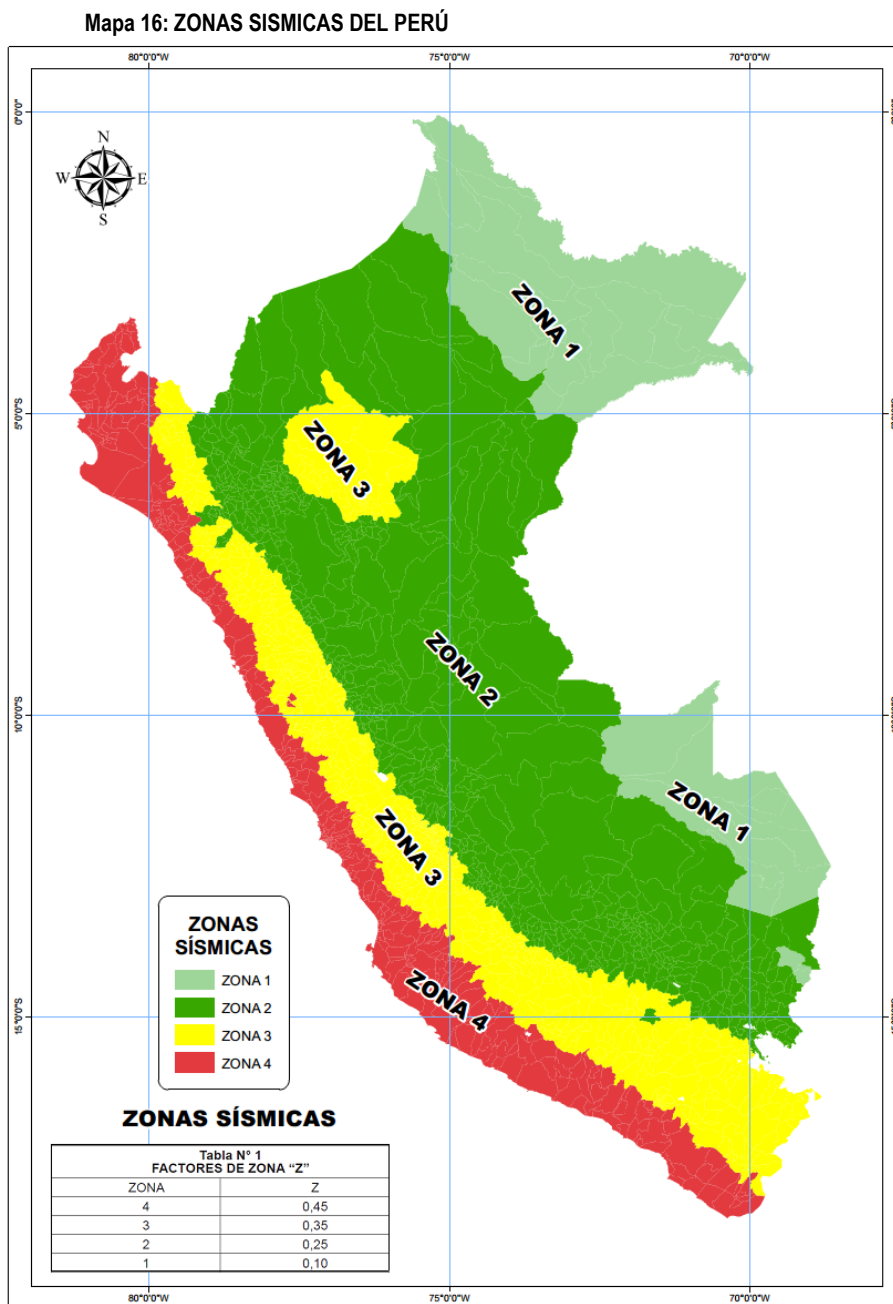 Mapa 16: ZONAS SISMICAS DEL PERÚ
80°0'0"W 75°0'0"W 70°0'0"W
0°0'0"
N
W E
S
ZONA 1
5°0'0"S
ZONA 3
ZONA 2
10°0'0"S
ZONA 1
ZONA 3
ZONAS
SÍSMICAS
ZONA 1
ZONA 2
ZONA 3
ZONA 4
ZONA 4
15°0'0"S
ZONAS SÍSMICAS
Tabla N° 1
FACTORES DE ZONA “Z”
ZONA Z
4 0,45
3 0,35
2 0,25
1 0,10
80°0'0"W 75°0'0"W 70°0'0"W